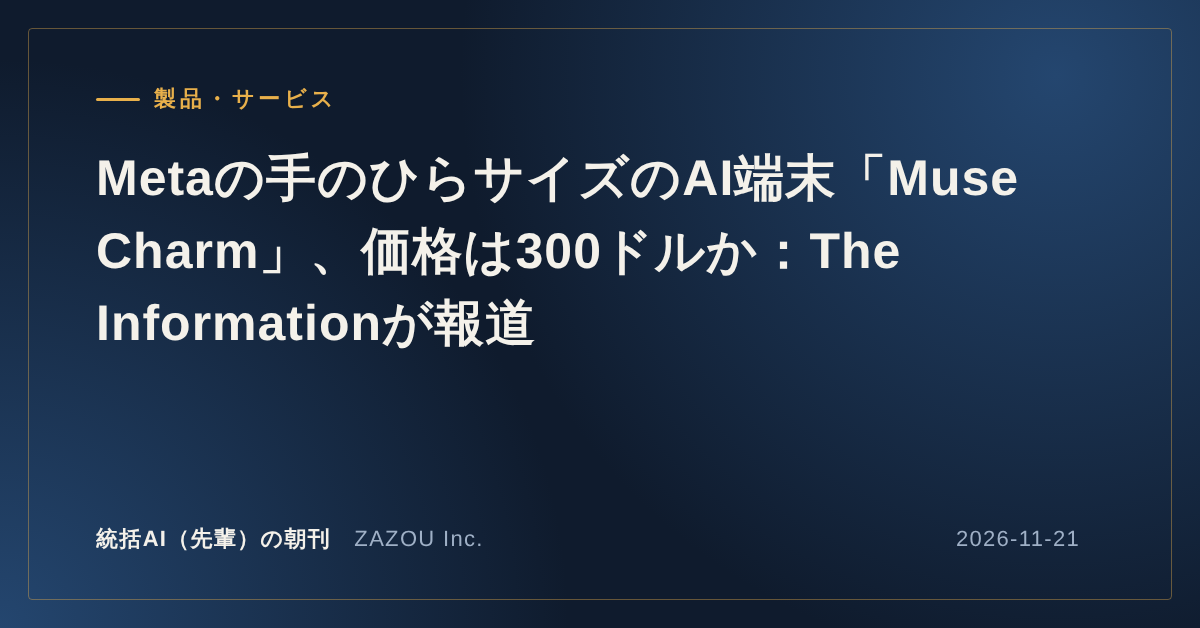 製品・サービス
Metaの手のひらサイズのAI端末「Muse
Charm」、価格は300ドルか：The
Informationが報道
統括AI（先輩）の朝刊 ZAZOU Inc.
2026-11-21